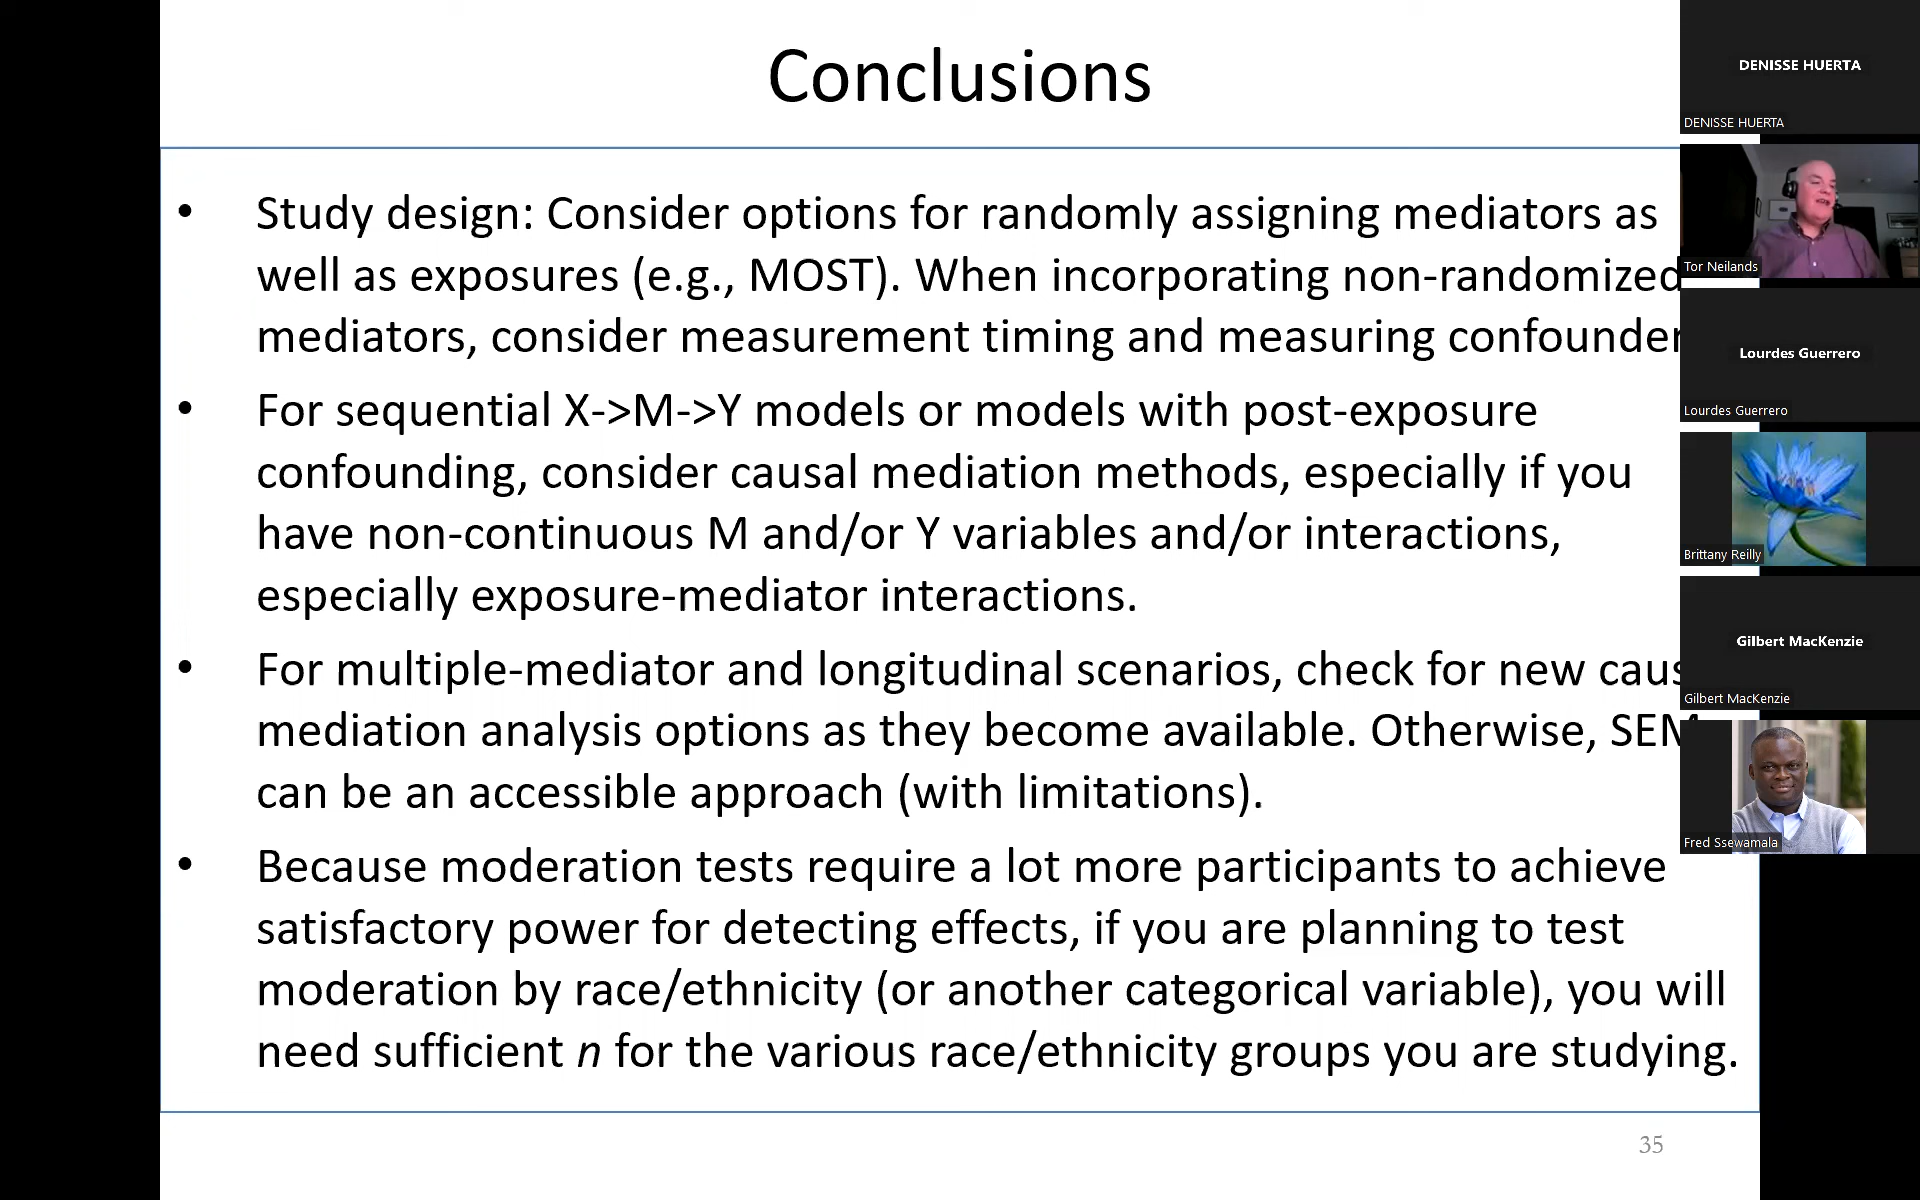 Conclusions
• Study design: Consider options for randomly assigning mediators as
well as exposures (e.g., MOST). When incorporating non-randomized
mediators, consider measurement timing and measuring confounder
• For sequential X->M->Y models or models with post-exposure
confounding, consider causal mediation methods, especially if you
have non-continuous M and/or Y variables and/or interactions,
especially exposure-mediator interactions.
• For multiple-mediator and longitudinal scenarios, check for new caus
mediation analysis options as they become available. Otherwise, SEM
can be an accessible approach (with limitations).
• Because moderation tests require a lot more participants to achieve
satisfactory power for detecting effects, if you are planning to test
moderation by race/ethnicity (or another categorical variable), you will
need sufficient n for the various race/ethnicity groups you are studying.
35
DENISSE HUERTA
DENISSE HUERTA
Tor Neilands
Lourdes Guerrero
Lourdes Guerrero
Brittany Reilly
Gilbert MacKenzie
Gilbert MacKenzie
Fred Ssewamala